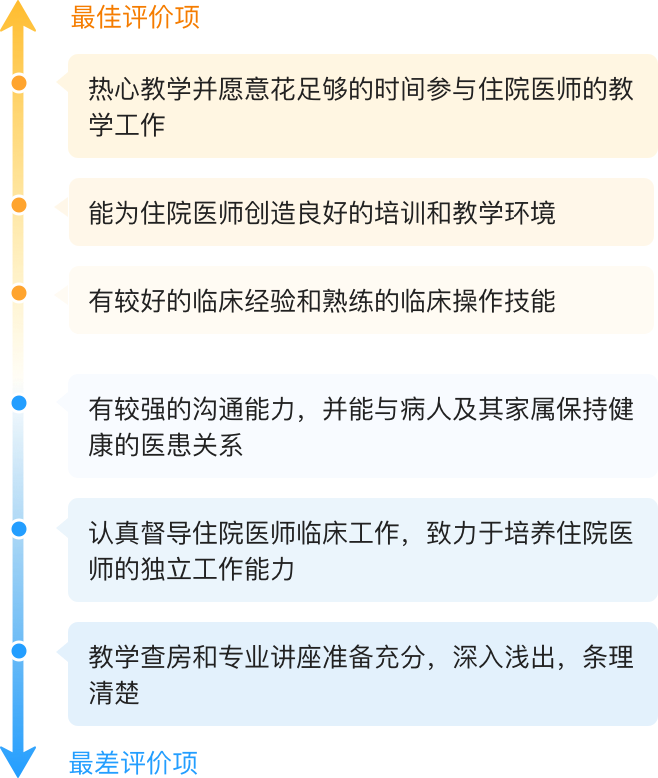 最佳评价项
热心教学并愿意花足够的时间参与住院医师的教
学工作
能为住院医师创造良好的培训和教学环境
有较好的临床经验和熟练的临床操作技能
有较强的沟通能力，并能与病人及其家属保持健
康的医患关系
认真督导住院医师临床工作，致力于培养住院医
师的独立工作能力
教学查房和专业讲座准备充分，深入浅出，条理
清楚
最差评价项